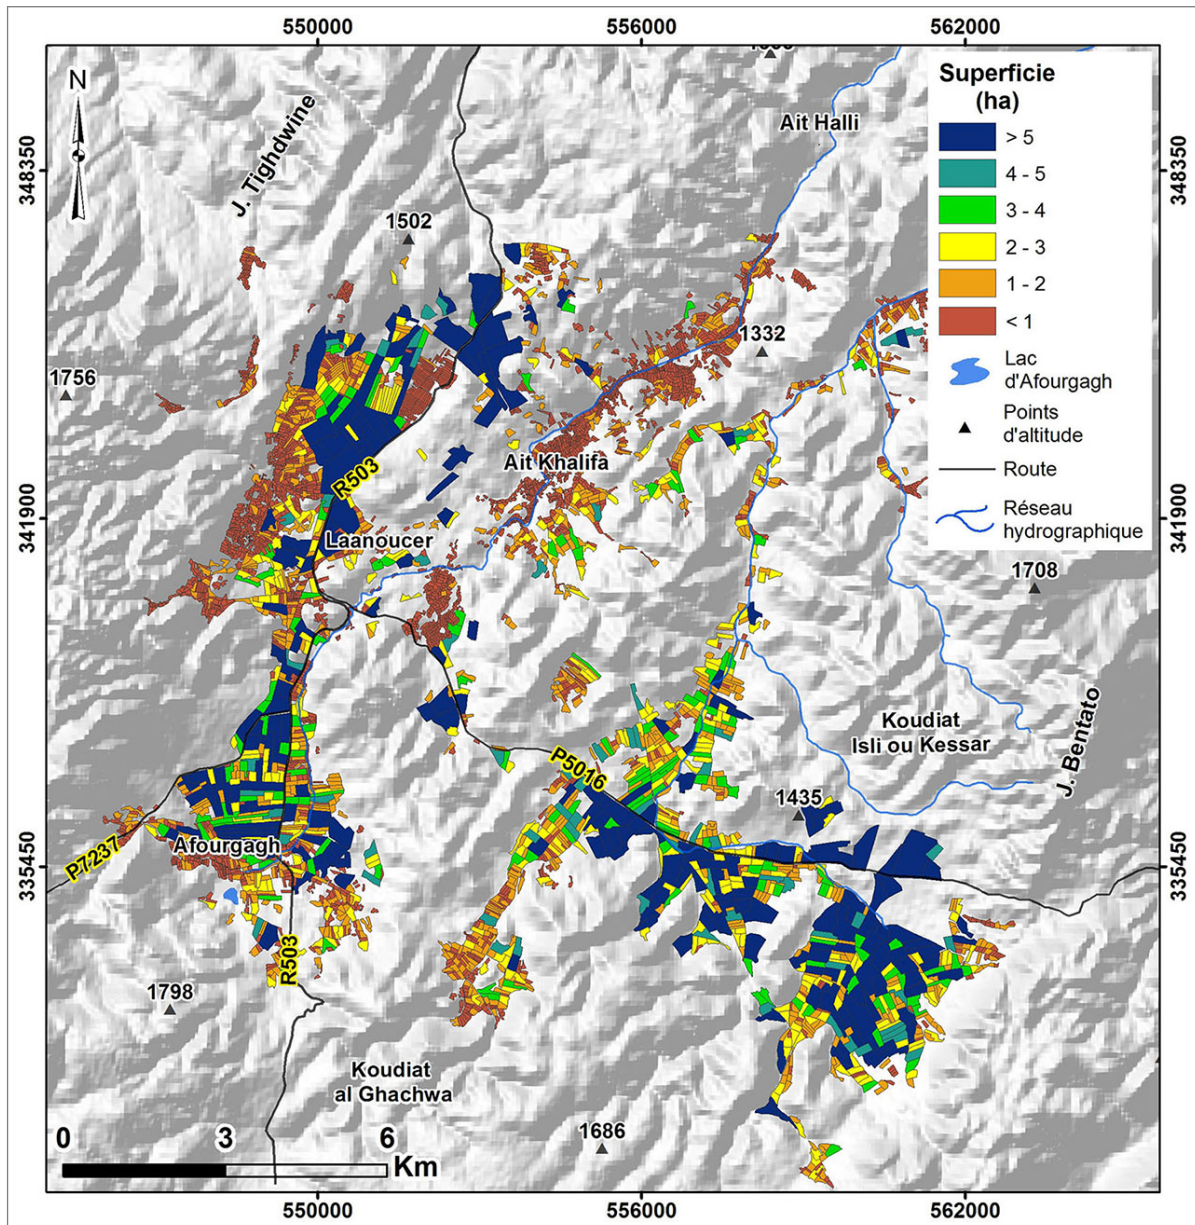 550000
556000
562000
N
J. Tighdwine
Ait Halli
Superficie
(ha)
> 5
4 - 5
3 - 4
2 - 3
1 - 2
< 1
Lac
d'Afourgagh
Points
d'altitude
Route
Réseau
hydrographique
348350
348350
1502
1332
1756
R503
Ait Khalifa
341900
341900
Laanoucer
1708
Koudiat
Isli ou Kessar
J. Bentato
P5016
1435
P7237
Afourgagh
335450
335450
R503
1798
Koudiat
al Ghachwa
1686
0
3
6
Km
550000
556000
562000